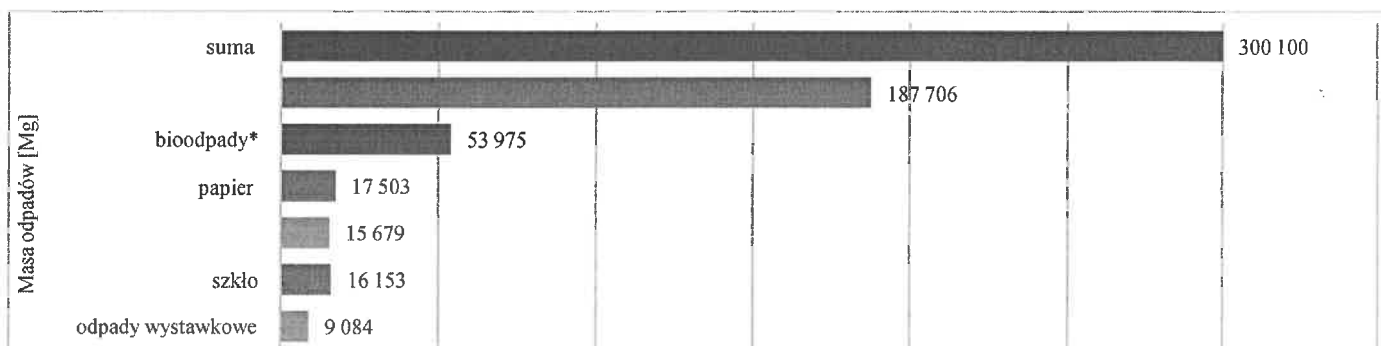 suma 300 100
187 706
bioodpady* 53 975
papier 17 503
15 679
szkło 16 153
odpady wystawkowe 9 084
Masa odpadów [Mg]